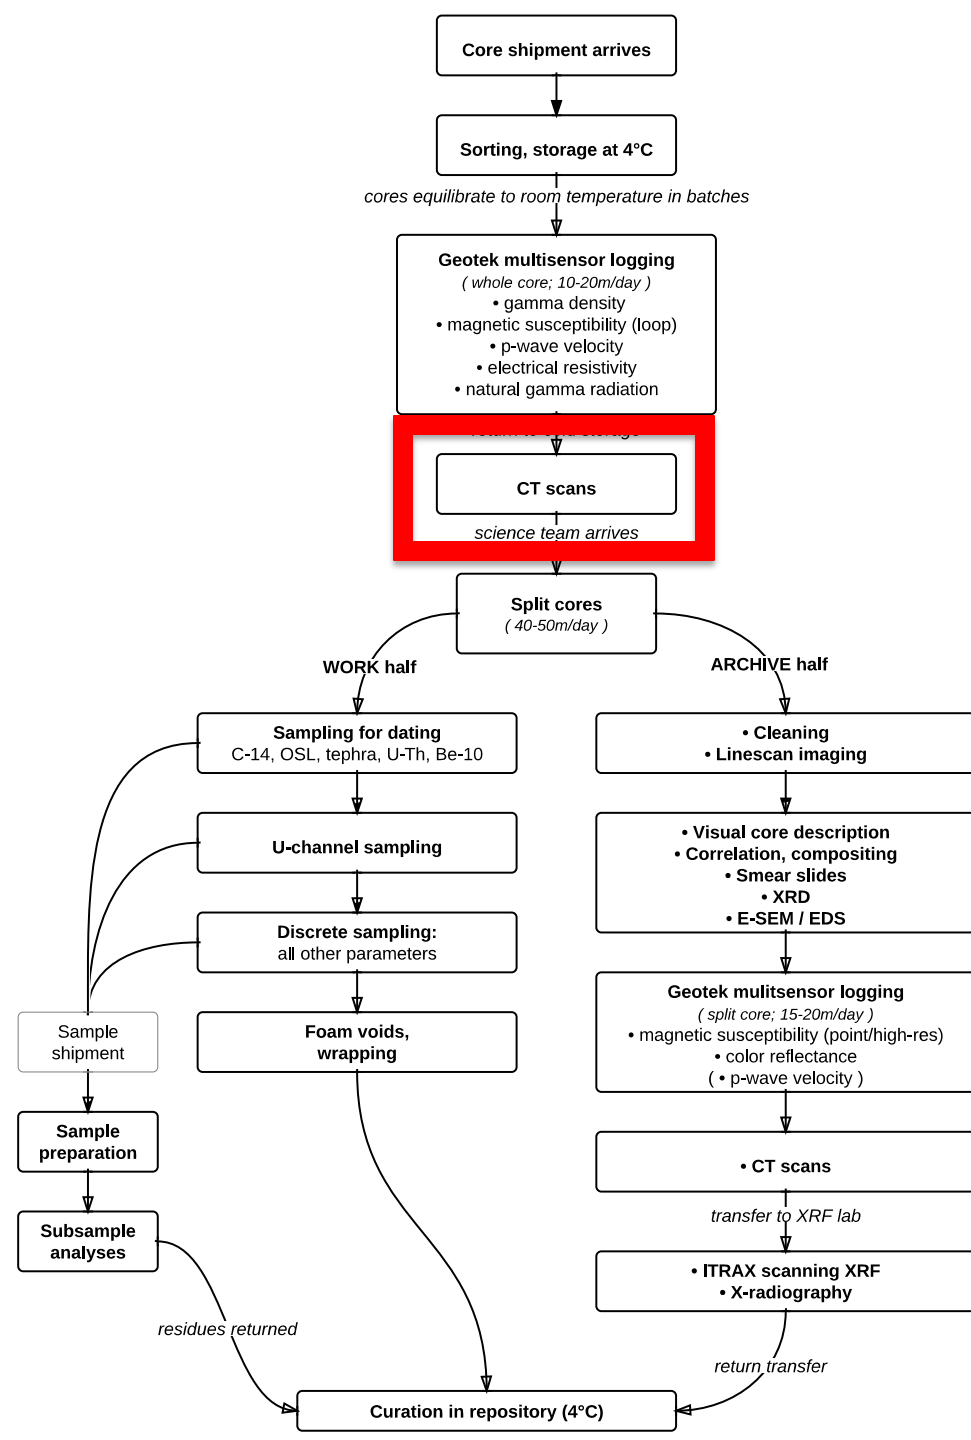 Core shipment arrives
Sorting, storage at 4°C
cores equilibrate to room temperature in batches
Geotek multisensor logging
( whole core; 10-20m/day )
• gamma density
• magnetic susceptibility (loop)
• p-wave velocity
• electrical resistivity
• natural gamma radiation
CT scans
science team arrives
Split cores
( 40-50m/day )
WORK half
ARCHIVE half
Sampling for dating
C-14, OSL, tephra, U-Th, Be-10
U-channel sampling
Discrete sampling:
all other parameters
Foam voids,
wrapping
Sample
shipment
Sample
preparation
Subsample
analyses
residues returned
• Cleaning
• Linescan imaging
• Visual core description
• Correlation, compositing
• Smear slides
• XRD
• E-SEM / EDS
Geotek mulitsensor logging
( split core; 15-20m/day )
• magnetic susceptibility (point/high-res)
• color reflectance
( • p-wave velocity )
• CT scans
transfer to XRF lab
• ITRAX scanning XRF
• X-radiography
return transfer
Curation in repository (4°C)